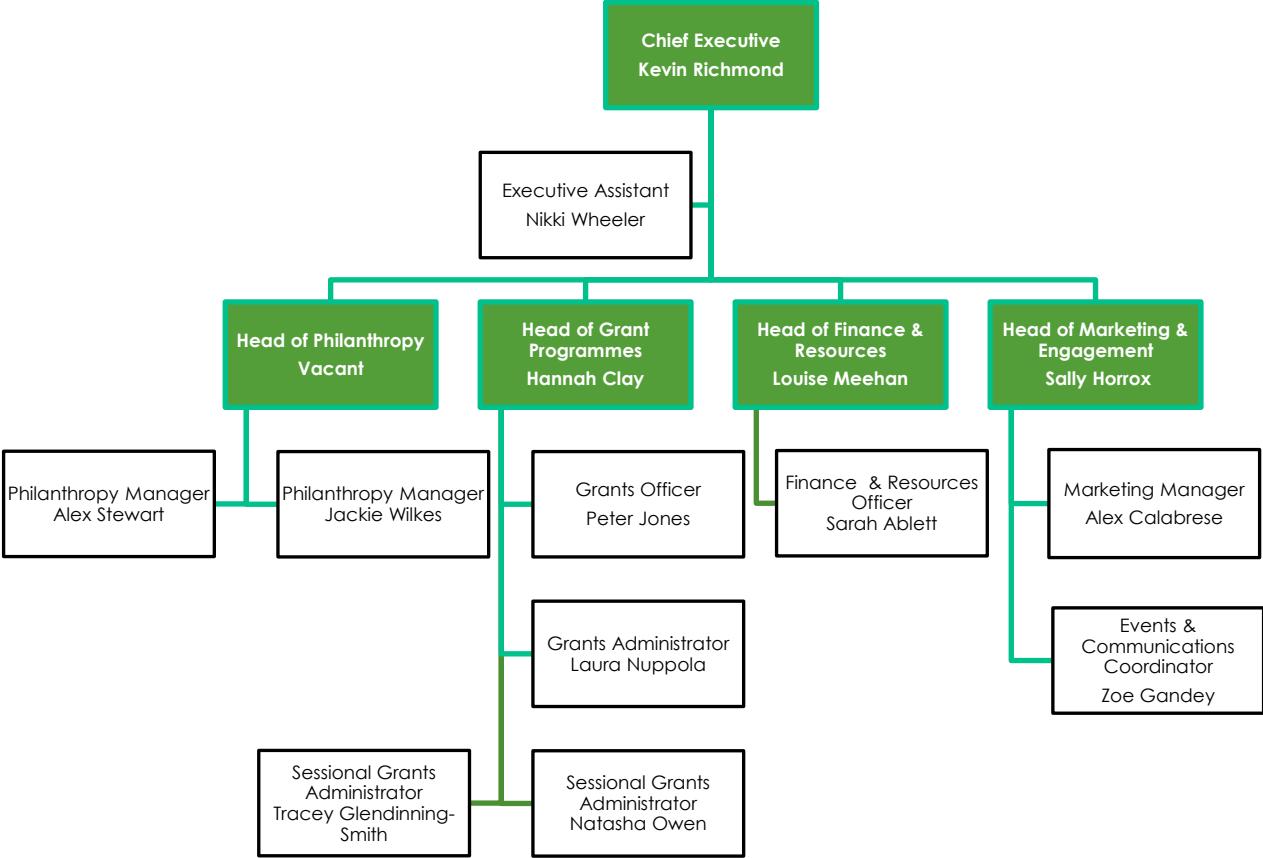 Chief Executive
Kevin Richmond
Executive Assistant
Nikki Wheeler
Head of Philanthropy
Vacant
Head of Grant
Programmes
Hannah Clay
Head of Finance &
Resources
Louise Meehan
Head of Marketing &
Engagement
Sally Horrox
Philanthropy Manager
Alex Stewart
Philanthropy Manager
Jackie Wilkes
Grants Officer
Peter Jones
Finance & Resources
Officer
Sarah Ablett
Marketing Manager
Alex Calabrese
Grants Administrator
Laura Nuppola
Events &
Communications
Coordinator
Zoe Gandey
Sessional Grants
Administrator
Tracey Glendinning-
Smith
Sessional Grants
Administrator
Natasha Owen